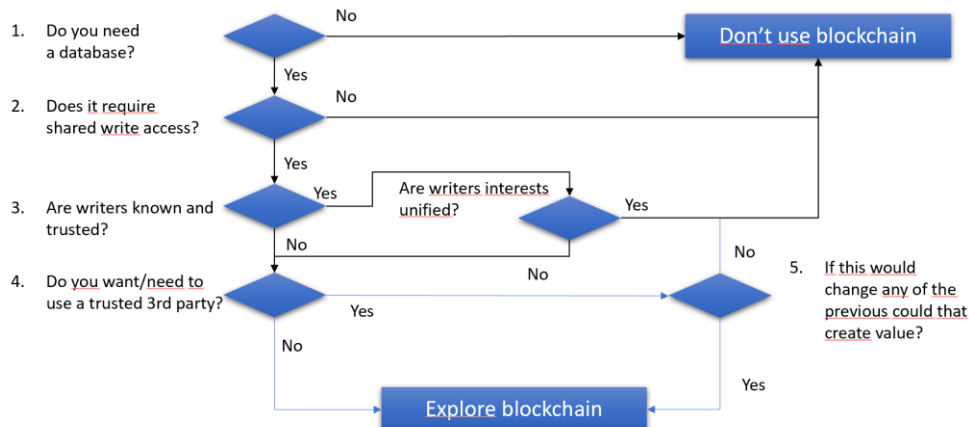 No
1. Do you need
a database?
Don't use blockchain
Yes
No
2. Does it require
shared write access?
Yes
Yes
Are writers interests
unified?
Yes
3. Are writers known and
trusted?
No
No
No
4. Do you want/need to
use a trusted 3rd party?
Yes
5. If this would
change any of the
previous could that
create value?
No
Yes
Explore blockchain